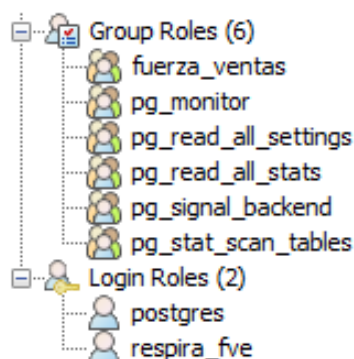 Group Roles (6)
fuerza_ventas
pg_monitor
pg_read_all_settings
pg_read_all_stats
pg_signal_backend
pg_stat_scan_tables
Login Roles (2)
postgres
respira_fve